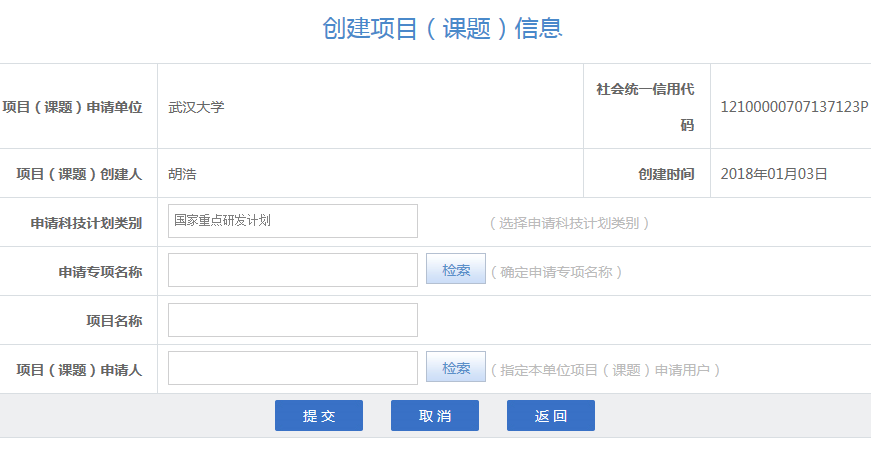 创建项目（课题）信息
项目（课题）申请单位 武汉大学 社会统一信用代码 12100000707137123P
项目（课题）创建人 胡浩 创建时间 2018年01月03日
申请科技计划类别 国家重点研发计划 （选择申请科技计划类别）
申请专项名称 检索 （确定申请专项名称）
项目名称
项目（课题）申请人 检索 （指定本单位项目（课题）申请用户）
提 交 取 消 返 回